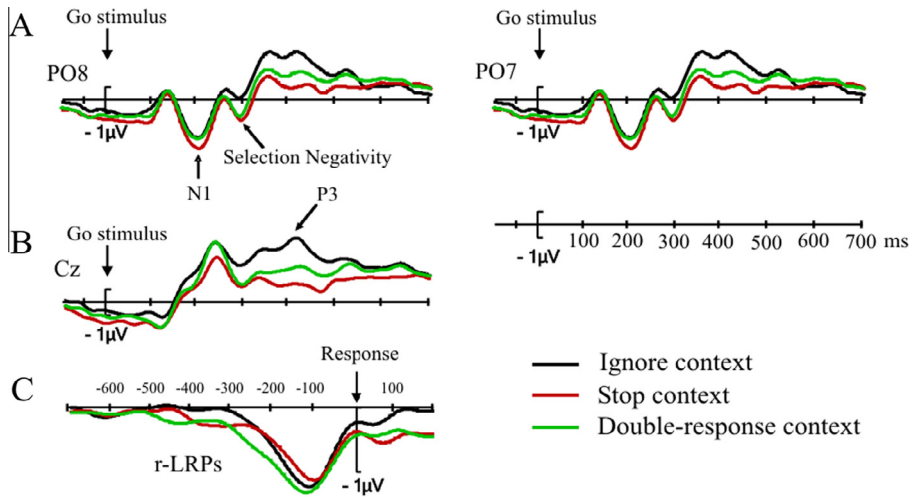 A
Go stimulus
Go stimulus
PO8
PO7
- 1µV
- 1µV
Selection Negativity
N1
P3
B
Go stimulus
Cz
- 1µV
100 200 300 400 500 600 700 ms
- 1µV
Response
C
-600 -500 -400 -300 -200 -100 100
r-LRPs
- 1µV
Ignore context
Stop context
Double-response context